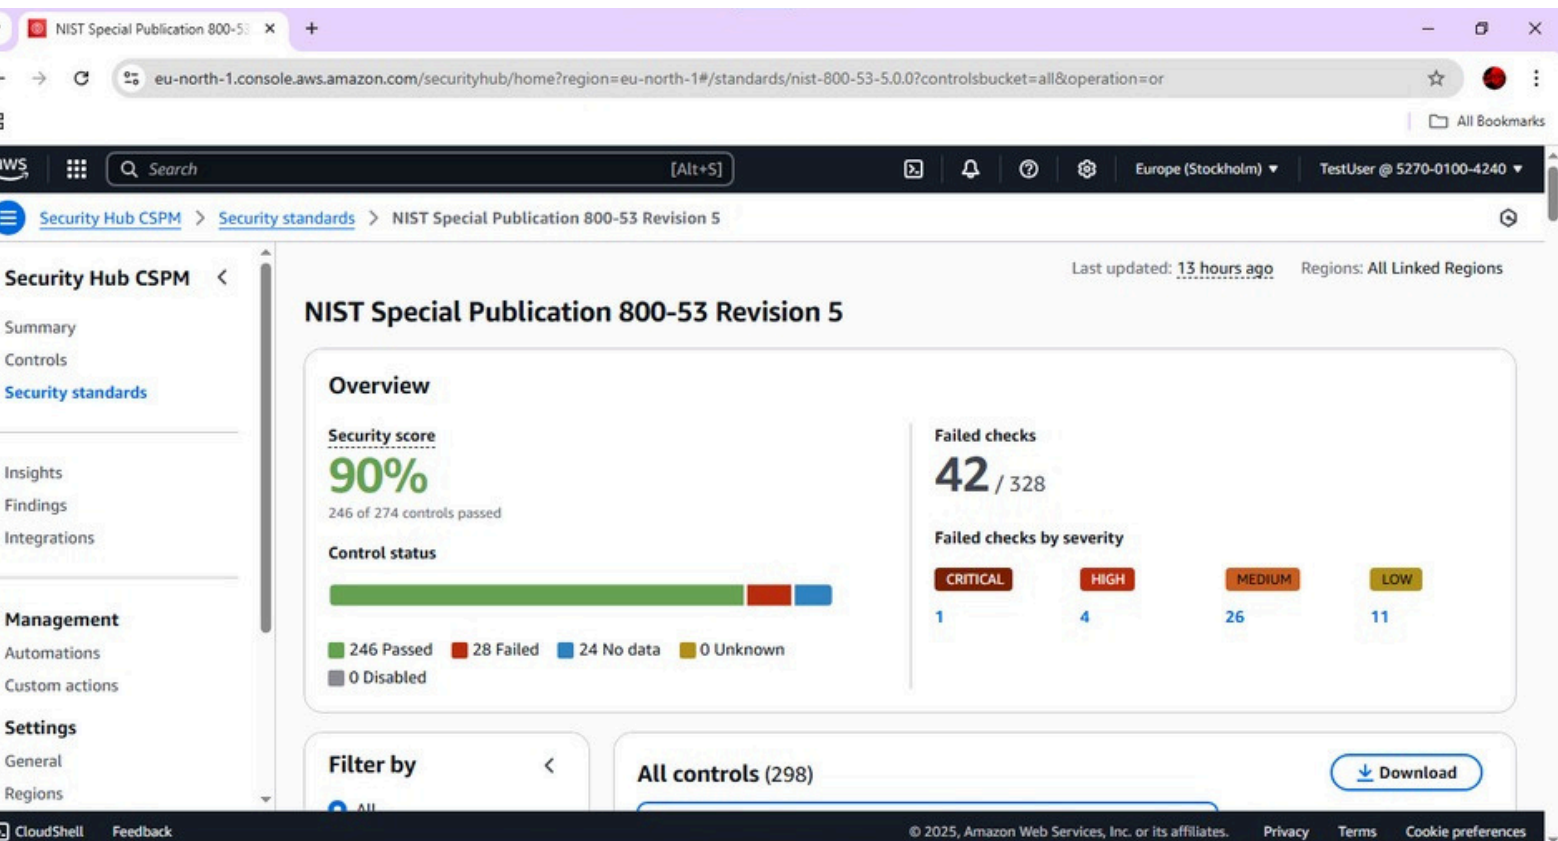 NIST Special Publication 800-53
eu-north-1.console.aws.amazon.com/securityhub/home?region=eu-north-1#/standards/nist-800-53-5.0.0?controlsbucket=all&operation=or
All Bookmarks
aws
Search [Alt+S]
Europe (Stockholm)
TestUser @ 5270-0100-4240
Security Hub CSPM > Security standards > NIST Special Publication 800-53 Revision 5
Security Hub CSPM
Summary
Controls
Security standards
Insights
Findings
Integrations
Management
Automations
Custom actions
Settings
General
Regions
Last updated: 13 hours ago Regions: All Linked Regions
NIST Special Publication 800-53 Revision 5
Overview
Security score
90%
246 of 274 controls passed
Control status
246 Passed 28 Failed 24 No data 0 Unknown
0 Disabled
Failed checks
42 / 328
Failed checks by severity
CRITICAL HIGH MEDIUM LOW
1 4 26 11
Filter by
All
All controls (298)
Download
CloudShell Feedback
© 2025, Amazon Web Services, Inc. or its affiliates. Privacy Terms Cookie preferences